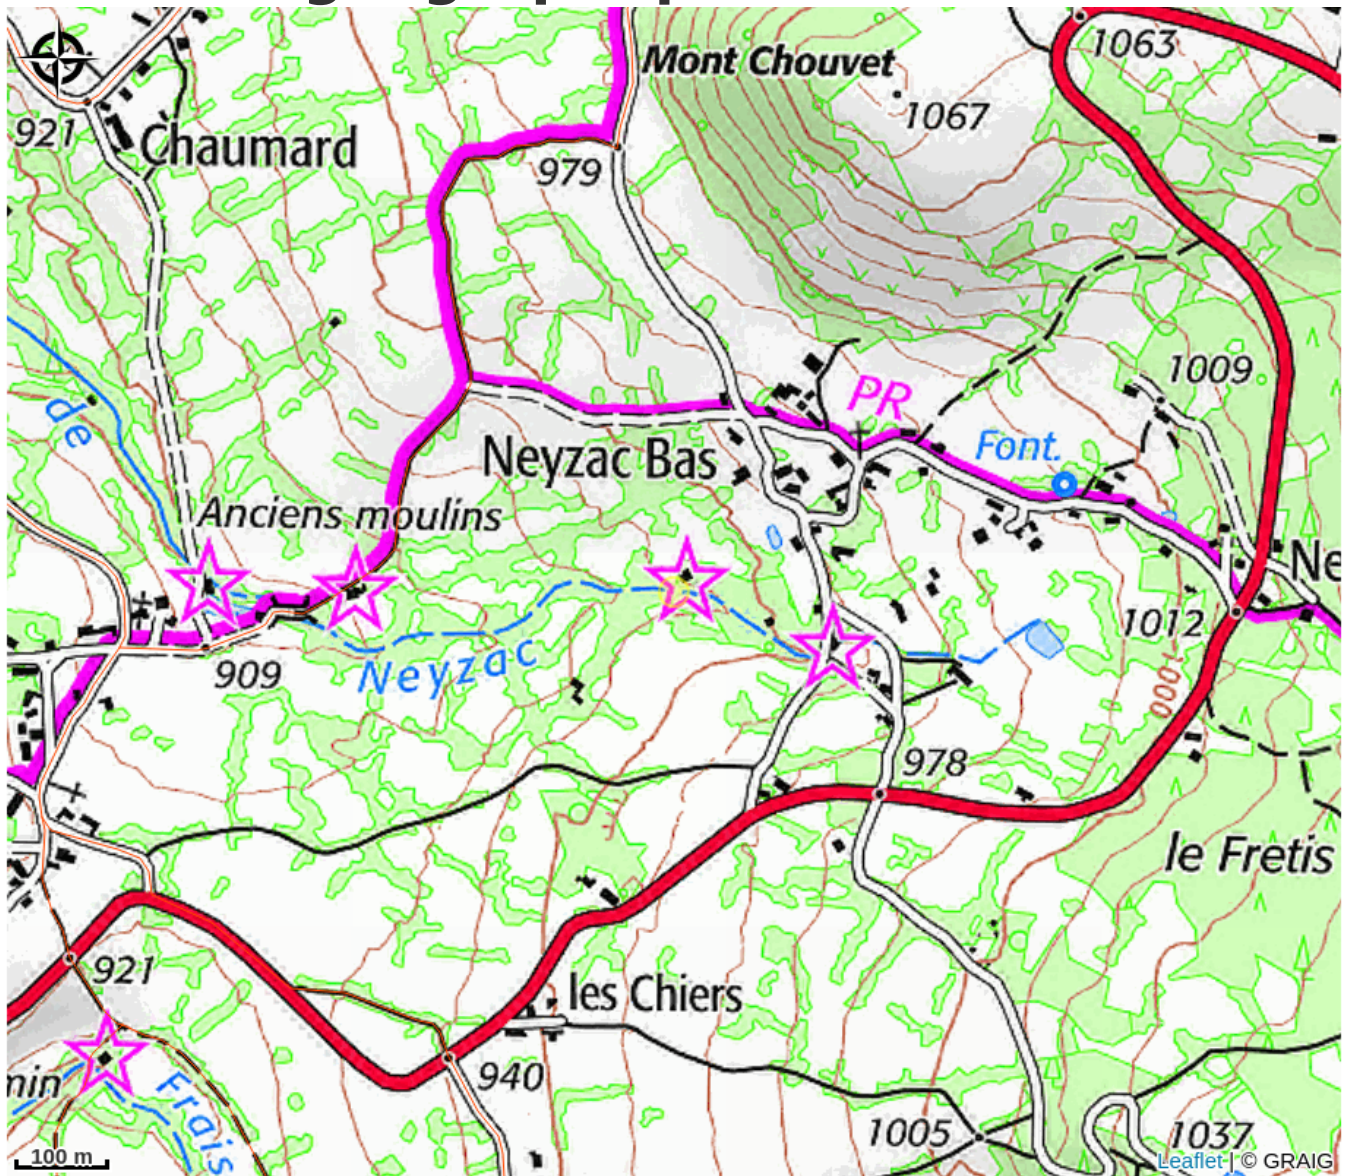 Mont Chouvet
1063
1067
921
Chaumard
979
1009
PR
de
Font.
Neyzac Bas
Anciens moulins
Ne
1012
Neyzac
909
1000
978
le Fretis
921
les Chiers
940
min
Frais
1005
1037
100 m
Leaflet | © GRAIG